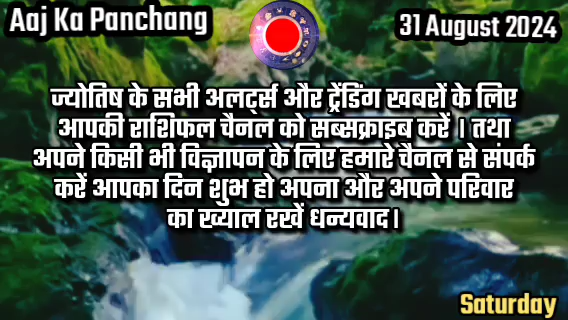 Aaj Ka Panchang
31 August 2024
ज्योतिष के सभी अलर्ट्स और ट्रेंडिंग खबरों के लिए
आपकी राशिफल चैनल को सब्सक्राइब करें । तथा
अपने किसी भी विज्ञापन के लिए हमारे चैनल से संपर्क
करें आपका दिन शुभ हो अपना और अपने परिवार
का ख्याल रखें धन्यवाद।
Saturday